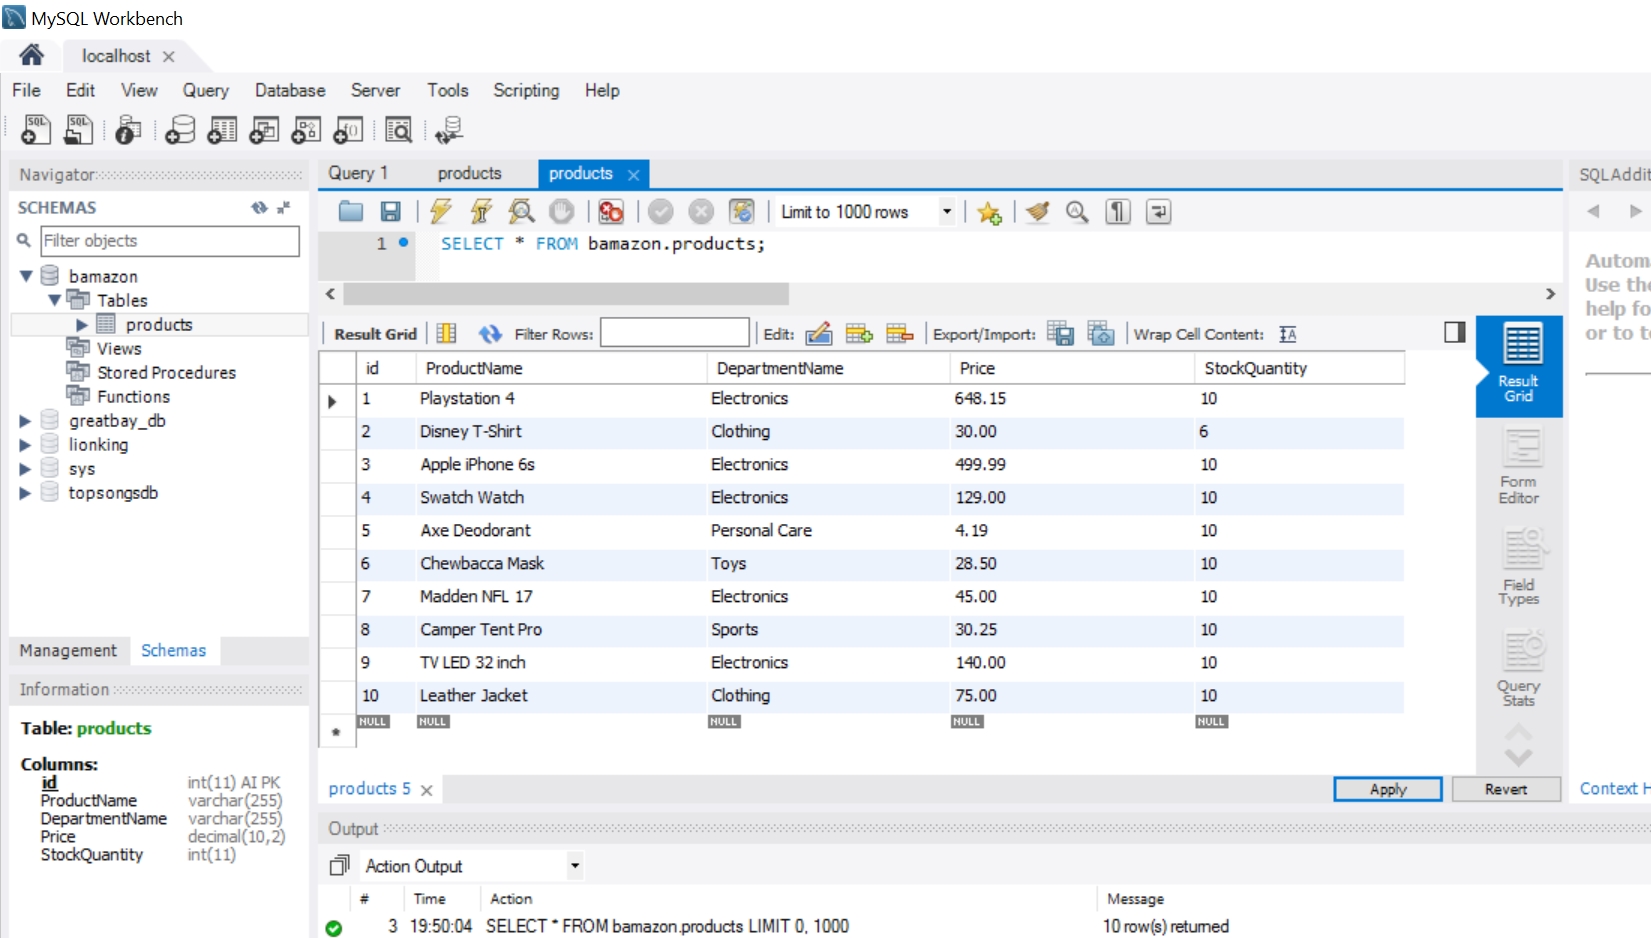 MySQL Workbench
localhost
File Edit View Query Database Server Tools Scripting Help
SQL SQL
Navigator
SCHEMAS
Filter objects
bamazon
Tables
products
Views
Stored Procedures
Functions
greatbay_db
lionking
sys
topsongsdb
Management Schemas
Information
Table: products
Columns:
id int(11) AI PK
ProductName varchar(255)
DepartmentName varchar(255)
Price decimal(10,2)
StockQuantity int(11)
Query 1 products products
Limit to 1000 rows
1 SELECT * FROM bamazon.products;
Result Grid Filter Rows: Edit: Export/Import: Wrap Cell Content:
id ProductName DepartmentName Price StockQuantity
1 Playstation 4 Electronics 648.15 10
2 Disney T-Shirt Clothing 30.00 6
3 Apple iPhone 6s Electronics 499.99 10
4 Swatch Watch Electronics 129.00 10
5 Axe Deodorant Personal Care 4.19 10
6 Chewbacca Mask Toys 28.50 10
7 Madden NFL 17 Electronics 45.00 10
8 Camper Tent Pro Sports 30.25 10
9 TV LED 32 inch Electronics 140.00 10
10 Leather Jacket Clothing 75.00 10
NULL NULL NULL NULL NULL
Result
Grid
Form
Editor
Field
Types
Query
Stats
products 5
Apply Revert
Output
Action Output
# Time Action Message
3 19:50:04 SELECT * FROM bamazon.products LIMIT 0, 1000 10 row(s) returned
SQLAddit
Autom
Use the
help fo
or to t
Context H